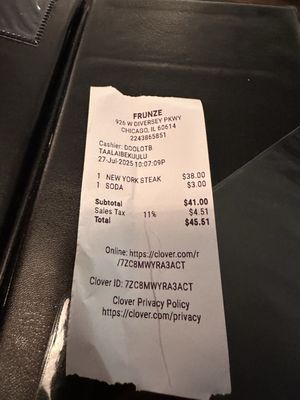 FRUNZE
926 W DIVERSEY PKWY
CHICAGO, IL 60614
2243865851
Cashier: DOOLOTB
TAALAIBEKUULU
27-Jul-2025 10:07:09P
1 NEW YORK STEAK $38.00
1 SODA $3.00
Subtotal $41.00
Sales Tax 11% $4.51
Total $45.51
Online: https://clover.com/r
/7ZC8MWYRA3ACT
Clover ID: 7ZC8MWYRA3ACT
Clover Privacy Policy
https://clover.com/privacy